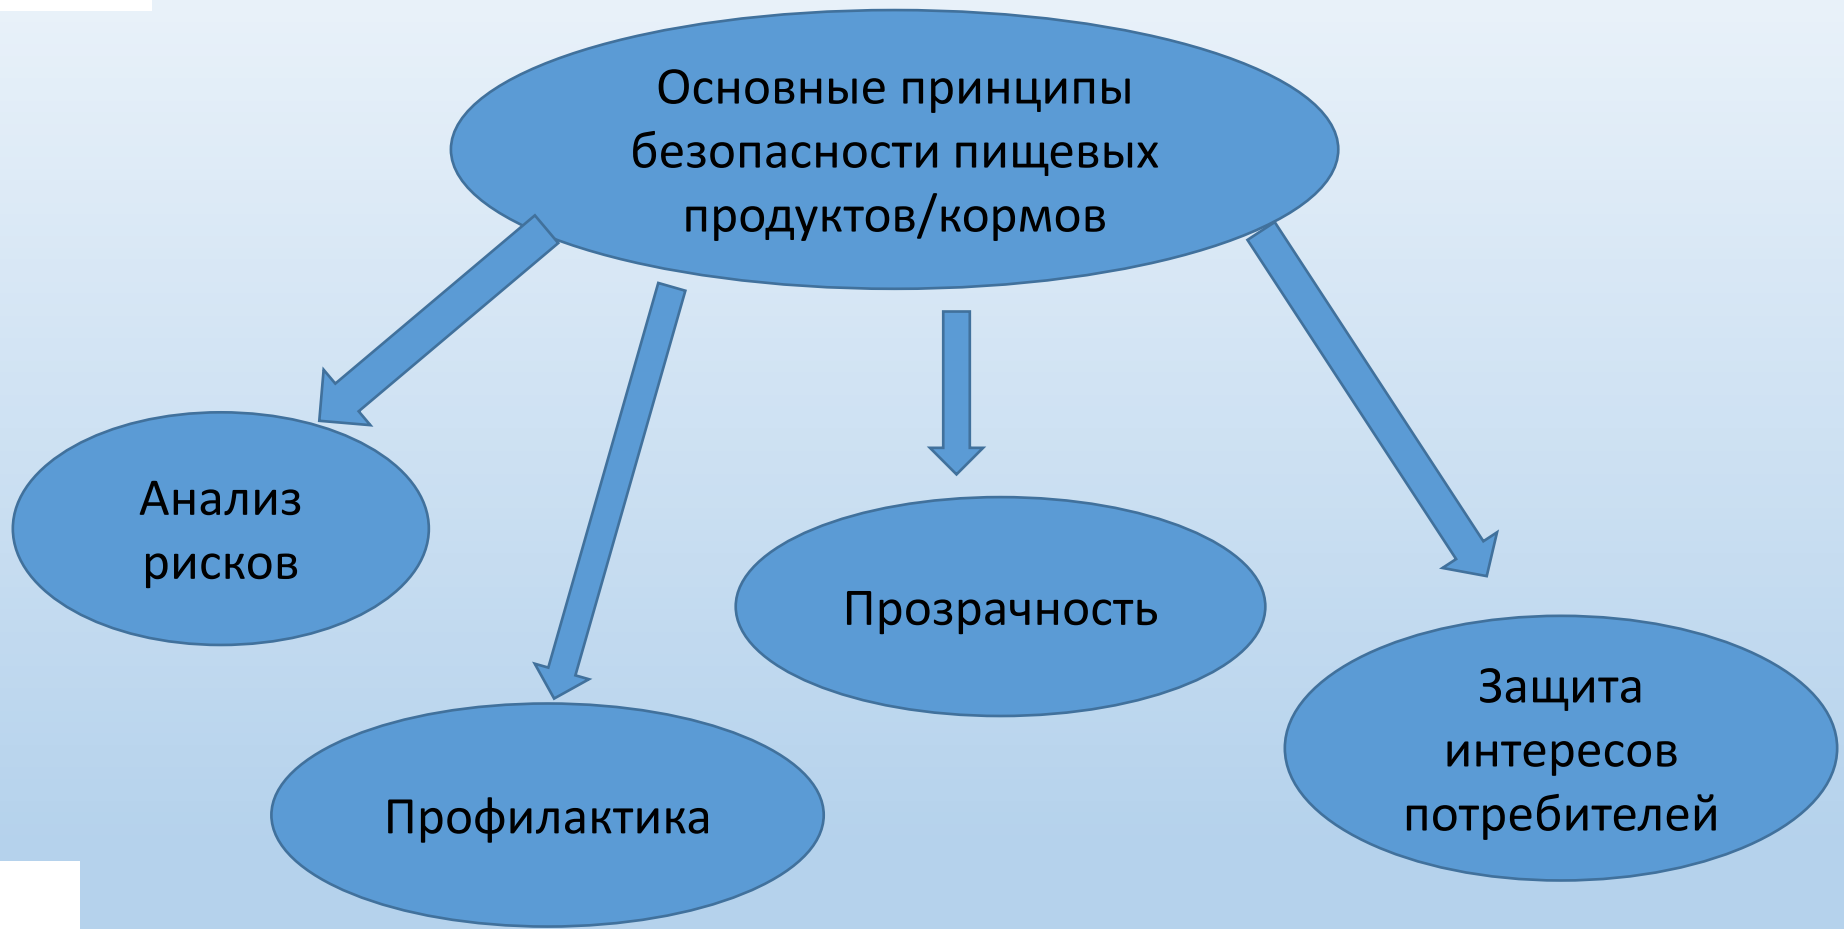 Основные принципы
безопасности пищевых
продуктов/кормов
Анализ
рисков
Профилактика
Прозрачность
Защита
интересов
потребителей